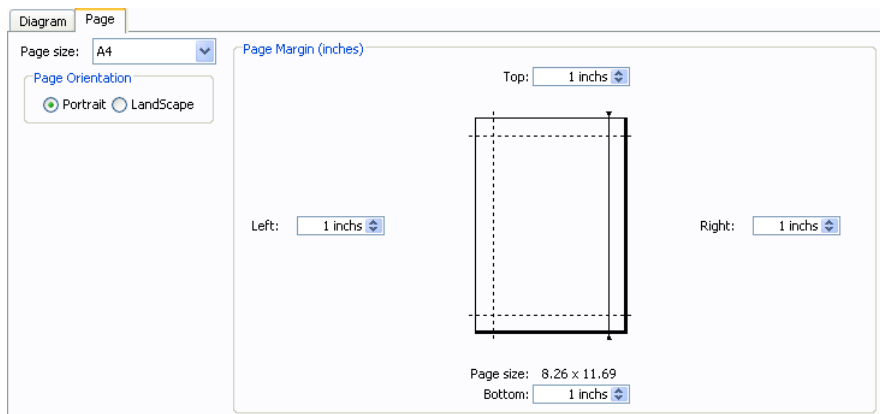 Diagram Page
Page size: A4
Page Orientation
Portrait LandScape
Page Margin (inches)
Top: 1 inchs
Left: 1 inchs
Right: 1 inchs
Page size: 8.26 x 11.69
Bottom: 1 inchs